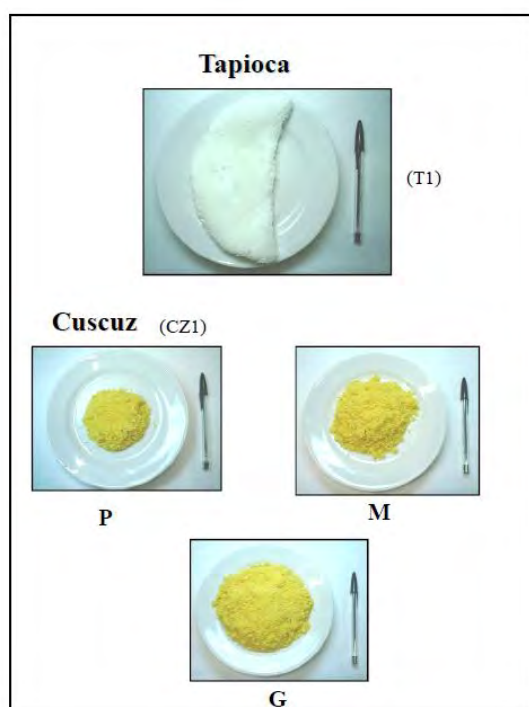 Tapioca
(T1)
Cuscuz (CZ1)
P
M
G